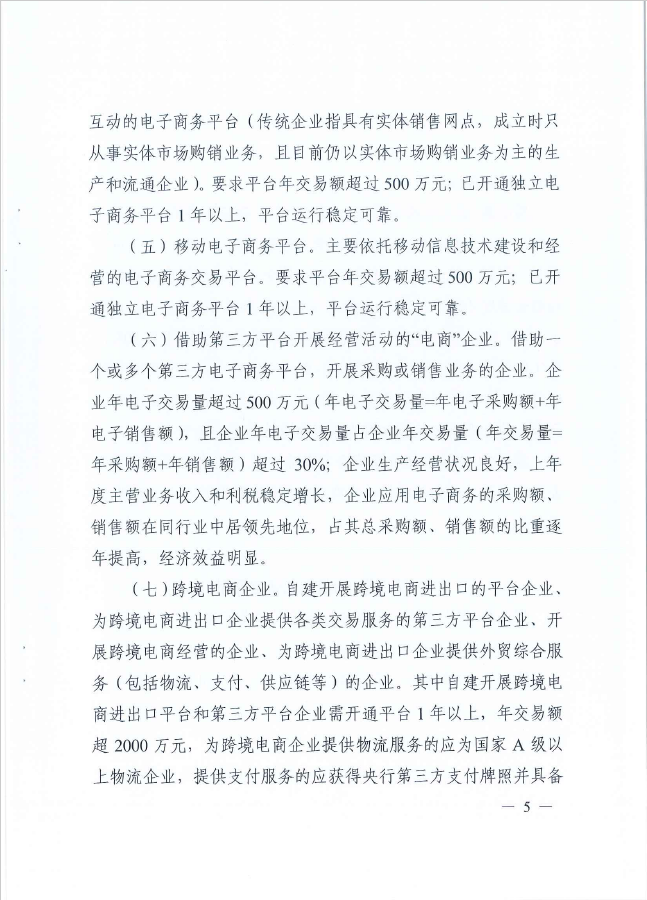 互动的电子商务平台（传统企业指具有实体销售网点，成立时只
从事实体市场购销业务，且目前仍以实体市场购销业务为主的生
产和流通企业）。要求平台年交易额超过 500 万元；已开通独立电
子商务平台 1 年以上，平台运行稳定可靠。
（五）移动电子商务平台。主要依托移动信息技术建设和经
营的电子商务交易平台。要求平台年交易额超过 500 万元；已开
通独立电子商务平台 1 年以上，平台运行稳定可靠。
（六）借助第三方平台开展经营活动的“电商”企业。借助一
个或多个第三方电子商务平台，开展采购或销售业务的企业。企
业年电子交易量超过 500 万元（年电子交易量=年电子采购额+年
电子销售额），且企业年电子交易量占企业年交易量（年交易量=
年采购额+年销售额）超过 30%；企业生产经营状况良好，上年
度主营业务收入和利税稳定增长，企业应用电子商务的采购额、
销售额在同行业中居领先地位，占其总采购额、销售额的比重逐
年提高，经济效益明显。
（七）跨境电商企业。自建开展跨境电商进出口的平台企业、
为跨境电商进出口企业提供各类交易服务的第三方平台企业、开
展跨境电商经营的企业、为跨境电商进出口企业提供外贸综合服
务（包括物流、支付、供应链等）的企业。其中自建开展跨境电
商进出口平台和第三方平台企业需开通平台 1 年以上，年交易额
超 2000 万元，为跨境电商企业提供物流服务的应为国家 A 级以
上物流企业，提供支付服务的应获得央行第三方支付牌照并具备
— 5 —